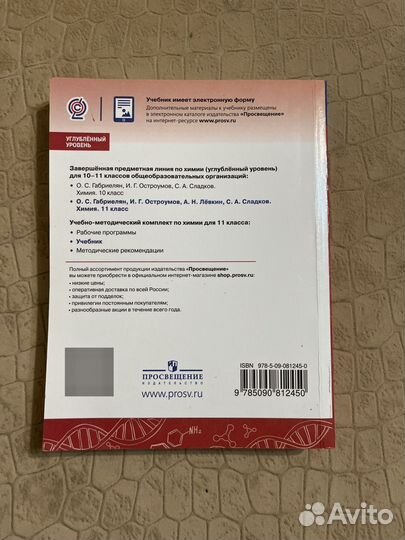 Учебник имеет электронную форму
Дополнительные материалы к учебнику размещены
в электронном каталоге издательства «Просвещение»
на интернет-ресурсе www.prosv.ru
УГЛУБЛЁННЫЙ
УРОВЕНЬ
Завершённая предметная линия по химии (углублённый уровень)
для 10–11 классов общеобразовательных организаций:
• О. С. Габриелян, И. Г. Остроумов, С. А. Сладков.
Химия. 10 класс
• О. С. Габриелян, И. Г. Остроумов, А. Н. Лёвкин, С. А. Сладков.
Химия. 11 класс
Учебно-методический комплект по химии для 11 класса:
• Рабочие программы
• Учебник
• Методические рекомендации
Полный ассортимент продукции издательства «Просвещение»
вы можете приобрести в официальном интернет-магазине shop.prosv.ru:
• низкие цены;
• оперативная доставка по всей России;
• защита от подделок;
• привилегии постоянным покупателям;
• разнообразные акции в течение всего года.
ПРОСВЕЩЕНИЕ
ИЗДАТЕЛЬСТВО
www.prosv.ru
ISBN 978-5-09-081245-0
9 785090 812450
NH₂
Avito